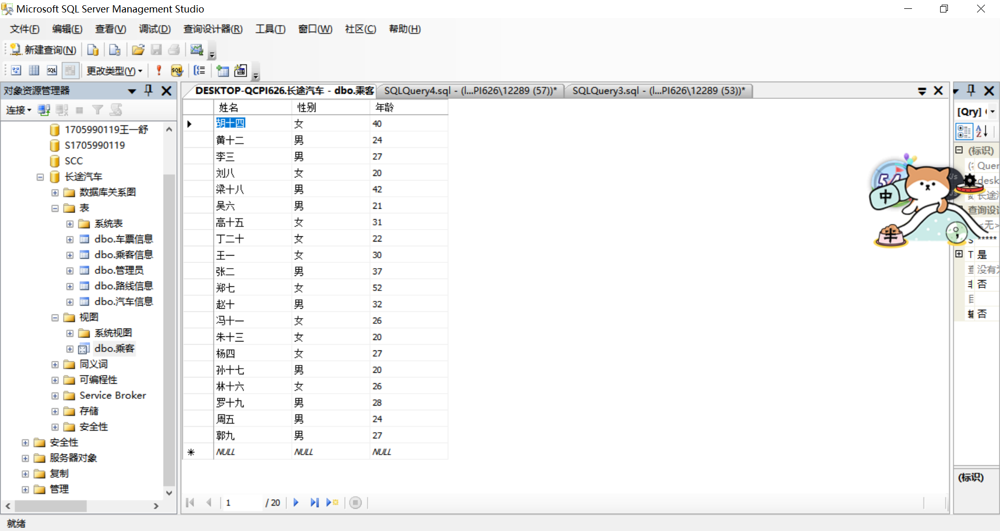 Microsoft SQL Server Management Studio
文件(F) 编辑(E) 查看(V) 调试(D) 查询设计器(R) 工具(T) 窗口(W) 社区(C) 帮助(H)
新建查询(N)
SQL 更改类型(Y) SQL
对象资源管理器
连接
1705990119王一舒
S1705990119
SCC
长途汽车
数据库关系图
表
系统表
dbo.车票信息
dbo.乘客信息
dbo.管理员
dbo.路线信息
dbo.汽车信息
视图
系统视图
dbo.乘客
同义词
可编程性
Service Broker
存储
安全性
安全性
服务器对象
复制
管理
DESKTOP-QCPI626.长途汽车 - dbo.乘客 SQLQuery4.sql - (l...PI626\12289 (57))* SQLQuery3.sql - (l...PI626\12289 (53))*
姓名 性别 年龄
胡十四 女 40
黄十二 男 24
李三 男 27
刘八 女 20
梁十八 男 42
吴六 男 21
高十五 女 31
丁二十 女 22
王一 女 30
张二 男 37
郑七 女 52
赵十 男 32
冯十一 女 26
朱十三 女 20
杨四 女 27
孙十七 男 20
林十六 女 26
罗十九 男 28
周五 男 24
郭九 男 27
NULL NULL NULL
1 / 20
[Qry]
(标识)
Quer
desk
长途
查询设
<无>
*****
T 是
没有
否
否
中
半
(标识)
就绪